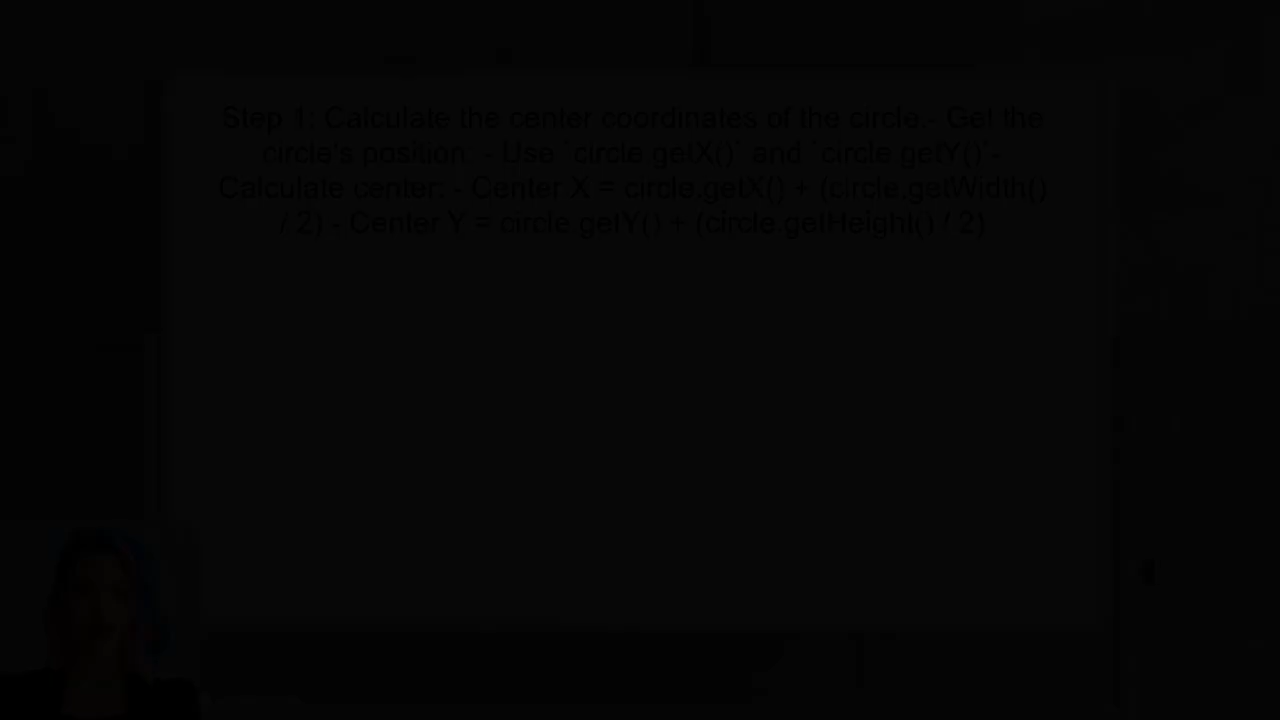 Step 1: Calculate the center coordinates of the circle.- Get the
circle's position: - Use `circle.getX()` and `circle.getY()`-
Calculate center: - Center X = circle.getX() + (circle.getWidth()
/ 2) - Center Y = circle.getY() + (circle.getHeight() / 2)